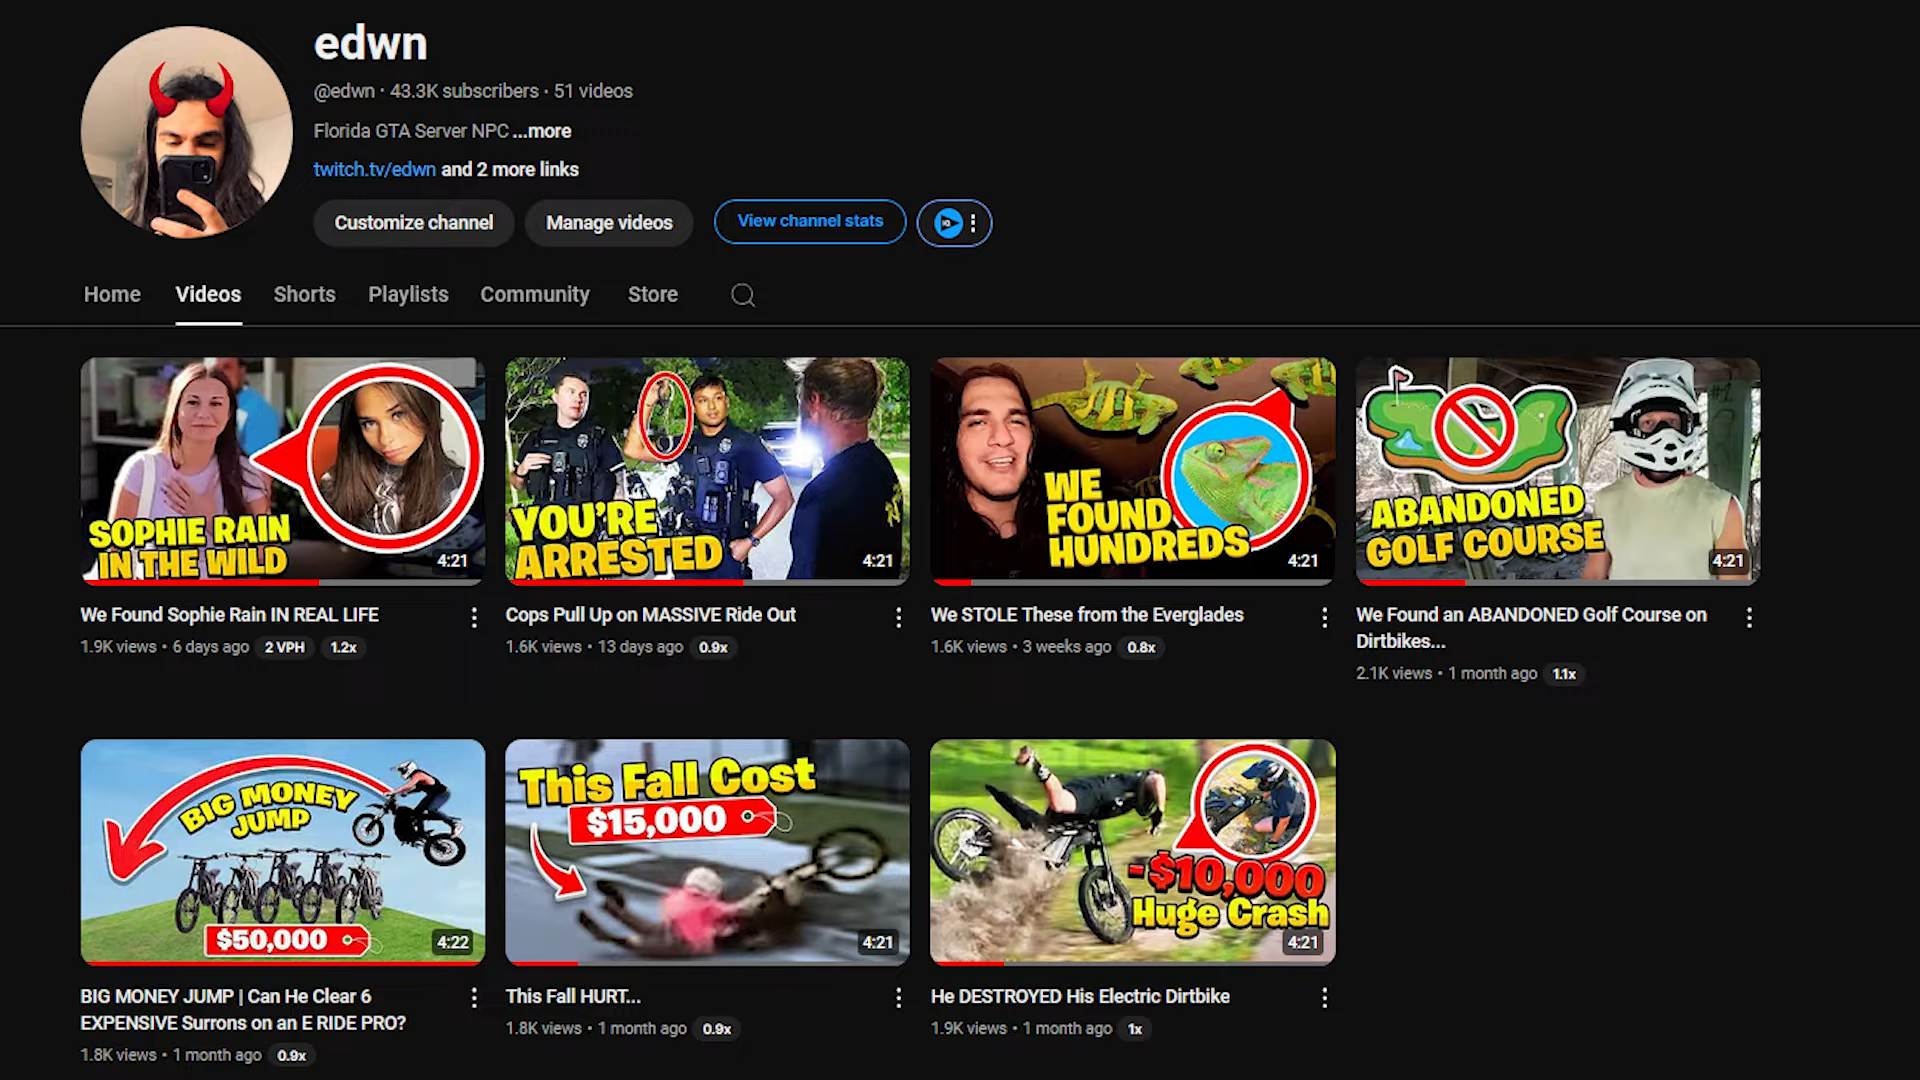 edwn
@edwn · 43.3K subscribers · 51 videos
Florida GTA Server NPC ...more
twitch.tv/edwn and 2 more links
Customize channel
Manage videos
View channel stats
Home
Videos
Shorts
Playlists
Community
Store
SOPHIE RAIN
IN THE WILD
4:21
YOU'RE
ARRESTED
4:21
WE
FOUND
HUNDREDS
4:21
ABANDONED
GOLF COURSE
4:21
We Found Sophie Rain IN REAL LIFE
1.9K views • 6 days ago 2 VPH 1.2x
Cops Pull Up on MASSIVE Ride Out
1.6K views • 13 days ago 0.9x
We STOLE These from the Everglades
1.6K views • 3 weeks ago 0.8x
We Found an ABANDONED Golf Course on
Dirtbikes...
2.1K views • 1 month ago 1.1x
BIG MONEY
JUMP
$50,000
4:22
This Fall Cost
$15,000
4:21
-$10,000
Huge Crash
4:21
BIG MONEY JUMP | Can He Clear 6
EXPENSIVE Surrons on an E RIDE PRO?
1.8K views • 1 month ago 0.9x
This Fall HURT...
1.8K views • 1 month ago 0.9x
He DESTROYED His Electric Dirtbike
1.9K views • 1 month ago 1x